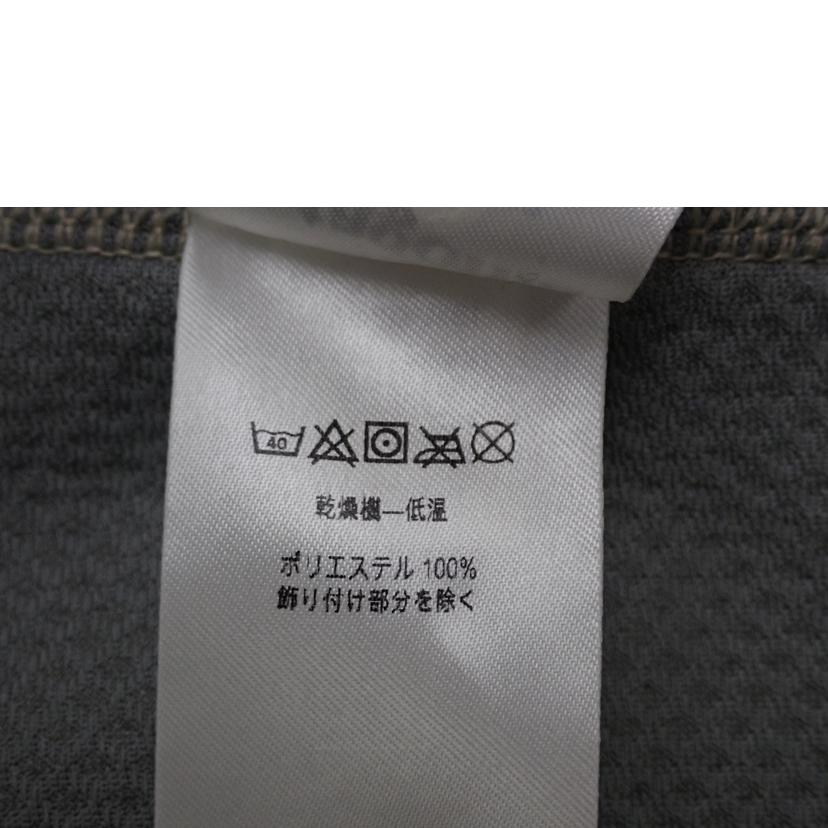 40
乾燥機—低温
ポリエステル 100%
飾り付け部分を除く